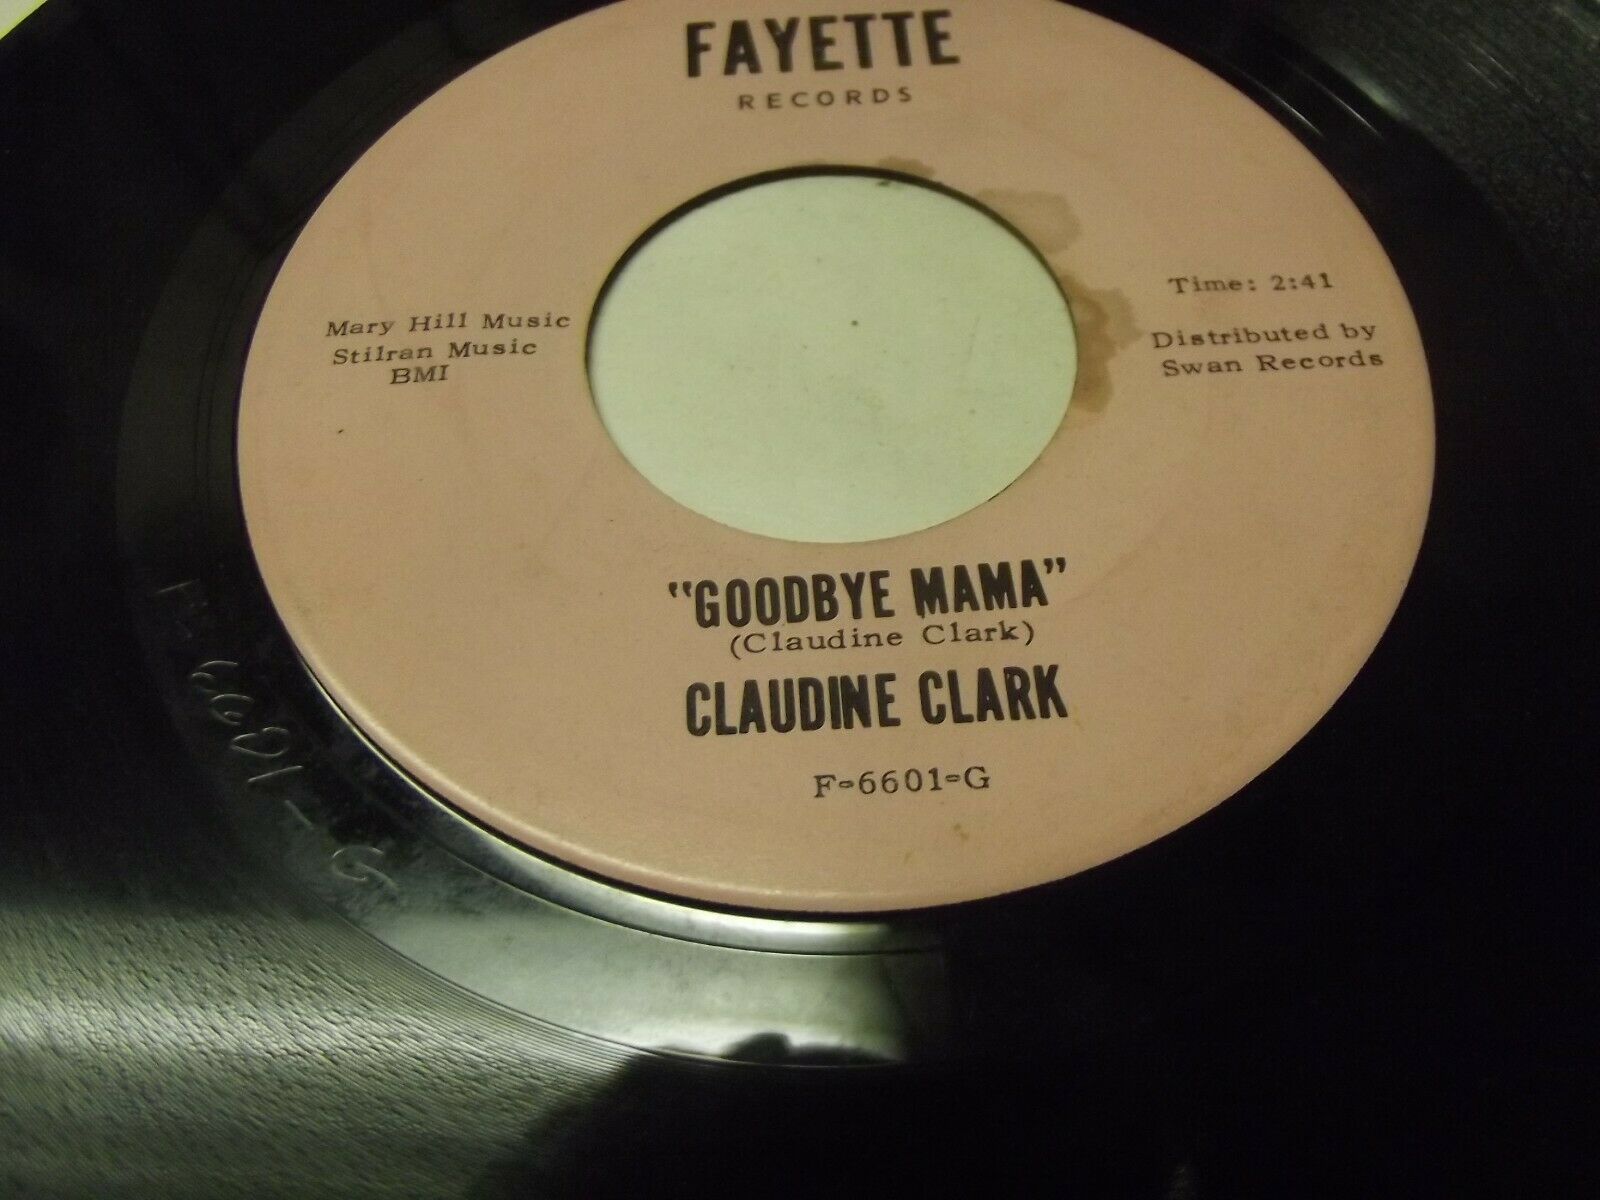 FAYETTE
RECORDS
Mary Hill Music
Stilran Music
BMI
Time: 2:41
Distributed by
Swan Records
"GOODBYE MAMA"
(Claudine Clark)
CLAUDINE CLARK
F-6601-G
F-6601-G